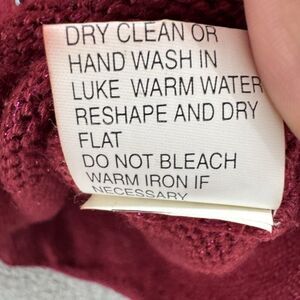 DRY CLEAN OR
HAND WASH IN
LUKE WARM WATER
RESHAPE AND DRY
FLAT
DO NOT BLEACH
WARM IRON IF
NECESSARY